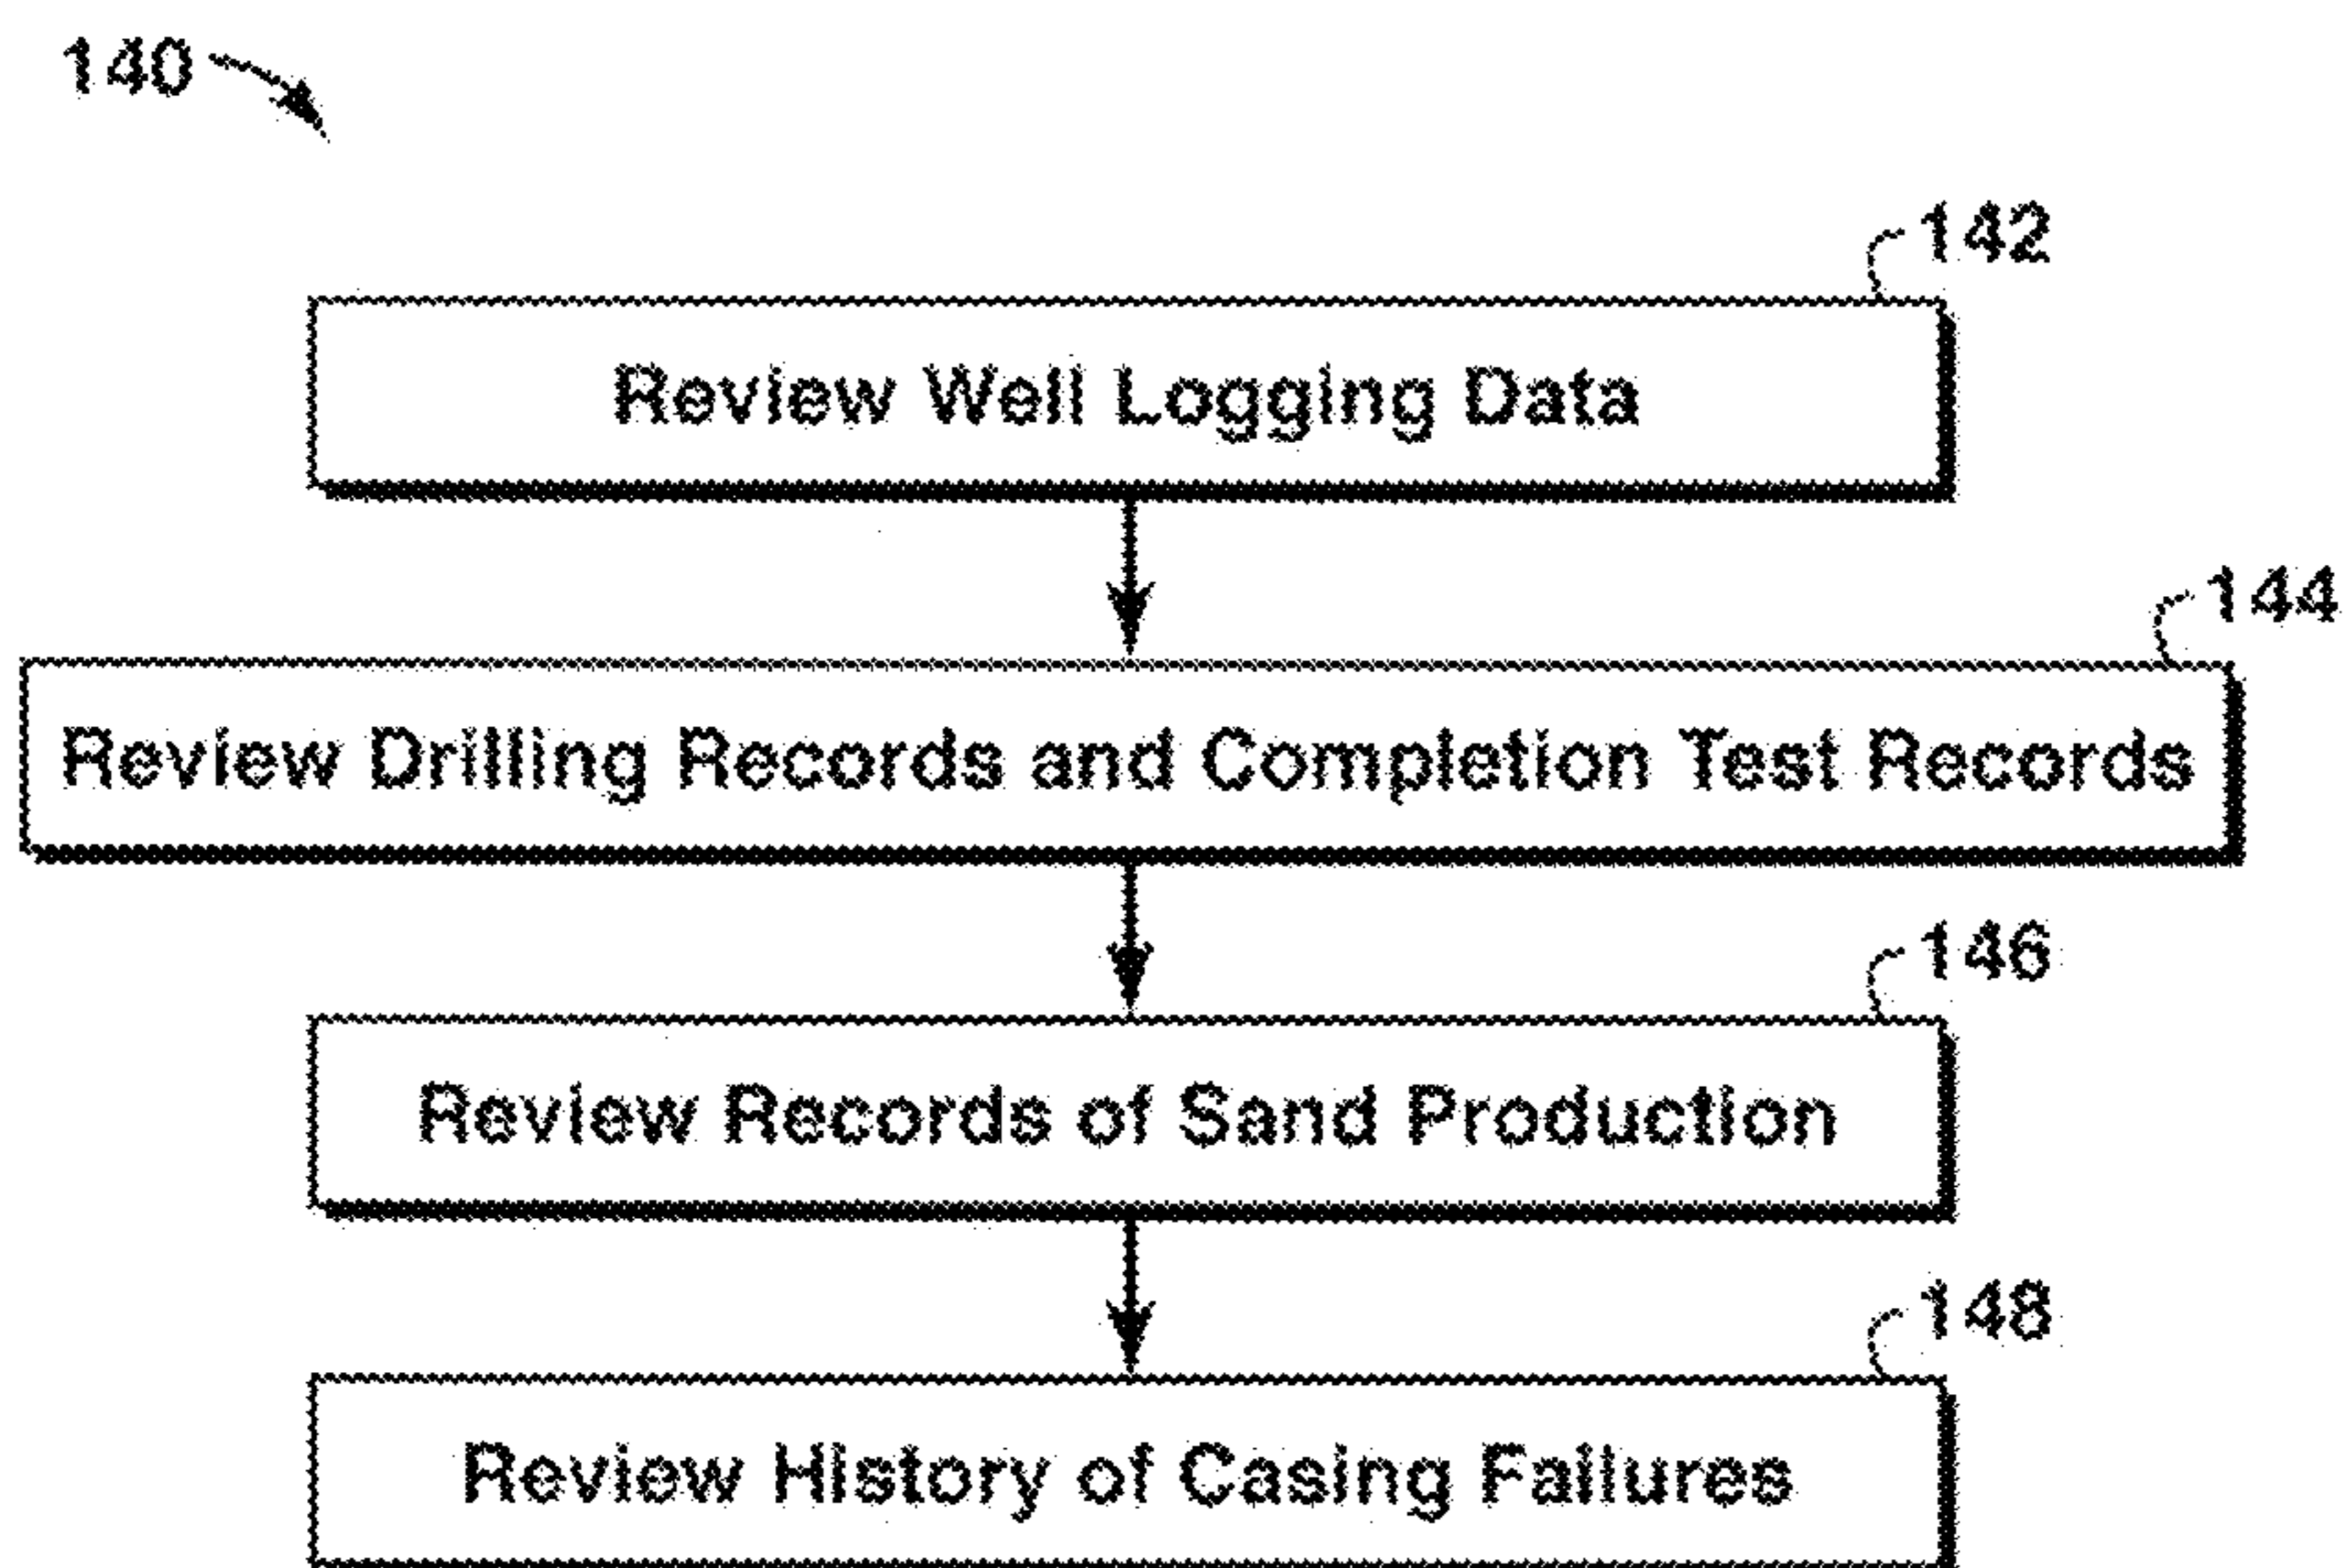 140
142
Review Well Logging Data
144
Review Drilling Records and Completion Test Records
146
Review Records of Sand Production
148
Review History of Casing Failures